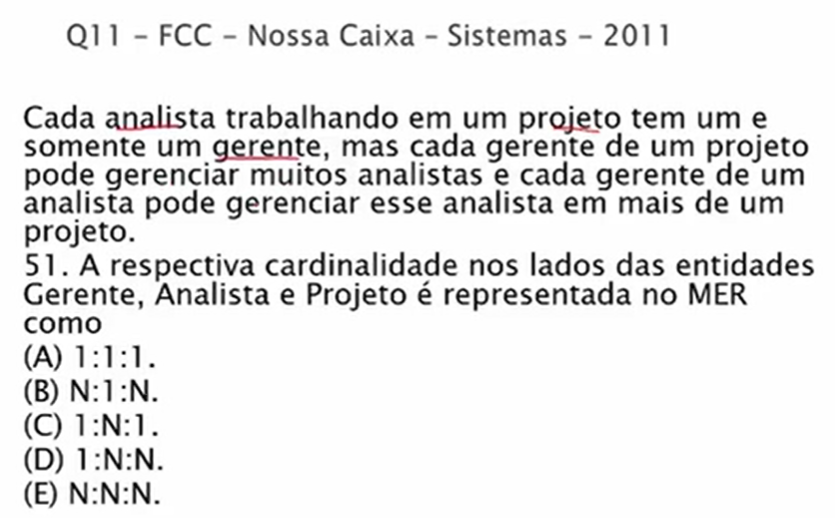 Q11 – FCC – Nossa Caixa – Sistemas – 2011
Cada analista trabalhando em um projeto tem um e
somente um gerente, mas cada gerente de um projeto
pode gerenciar muitos analistas e cada gerente de um
analista pode gerenciar esse analista em mais de um
projeto.
51. A respectiva cardinalidade nos lados das entidades
Gerente, Analista e Projeto é representada no MER
como
(A) 1:1:1.
(B) N:1:N.
(C) 1:N:1.
(D) 1:N:N.
(E) N:N:N.